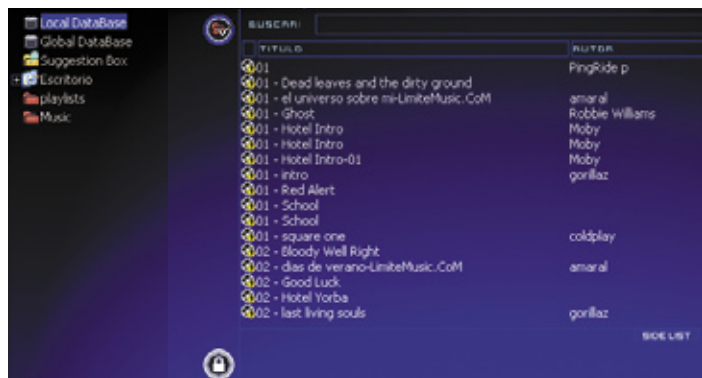 Local DataBase
Global DataBase
Suggestion Box
Escritorio
playlists
Music
BUSCAR:
TITULO AUTOR
01 PingRide p
01 - Dead leaves and the dirty ground
01 - el universo sobre mi-LimiteMusic.CoM amaral
01 - Ghost Robbie Williams
01 - Hotel Intro Moby
01 - Hotel Intro Moby
01 - Hotel Intro-01 Moby
01 - intro gorillaz
01 - Red Alert
01 - School
01 - School
01 - square one coldplay
02 - Bloody Well Right
02 - dias de verano-LimiteMusic.CoM amaral
02 - Good Luck
02 - Hotel Yorba
02 - last living souls gorillaz
SIDE LIST